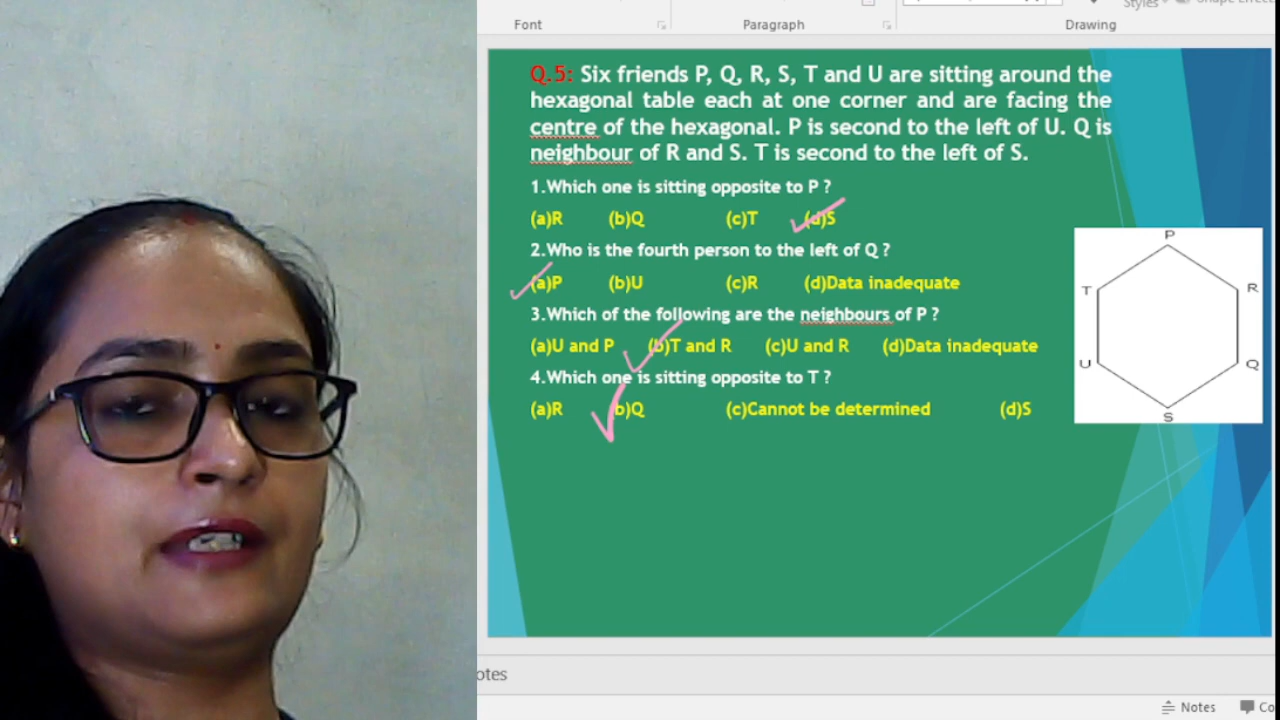 Styles
Font
Paragraph
Drawing
Q.5: Six friends P, Q, R, S, T and U are sitting around the
hexagonal table each at one corner and are facing the
centre of the hexagonal. P is second to the left of U. Q is
neighbour of R and S. T is second to the left of S.
1.Which one is sitting opposite to P ?
(a)R (b)Q (c)T (d)S
2.Who is the fourth person to the left of Q ?
(a)P (b)U (c)R (d)Data inadequate
3.Which of the following are the neighbours of P ?
(a)U and P (b)T and R (c)U and R (d)Data inadequate
4.Which one is sitting opposite to T ?
(a)R (b)Q (c)Cannot be determined (d)S
P
T R
U Q
S
otes
Notes Co